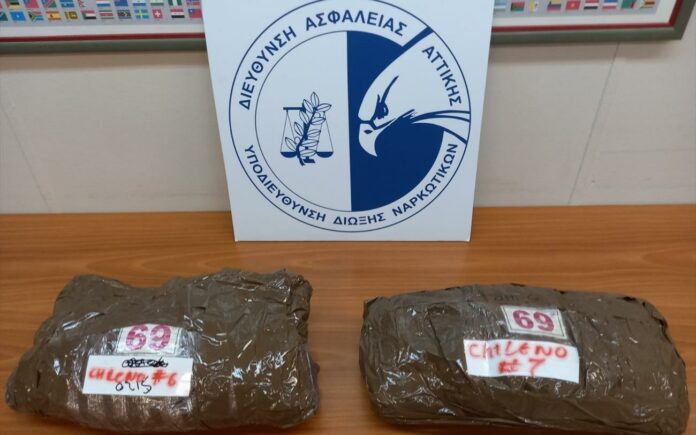 ΔΙΕΥΘΥΝΣΗ ΑΣΦΑΛΕΙΑΣ ΑΤΤΙΚΗΣ
ΥΠΟΔΙΕΥΘΥΝΣΗ ΔΙΩΞΗΣ ΝΑΡΚΩΤΙΚΩΝ
69
CHILENO #6
69
CHILENO
#7